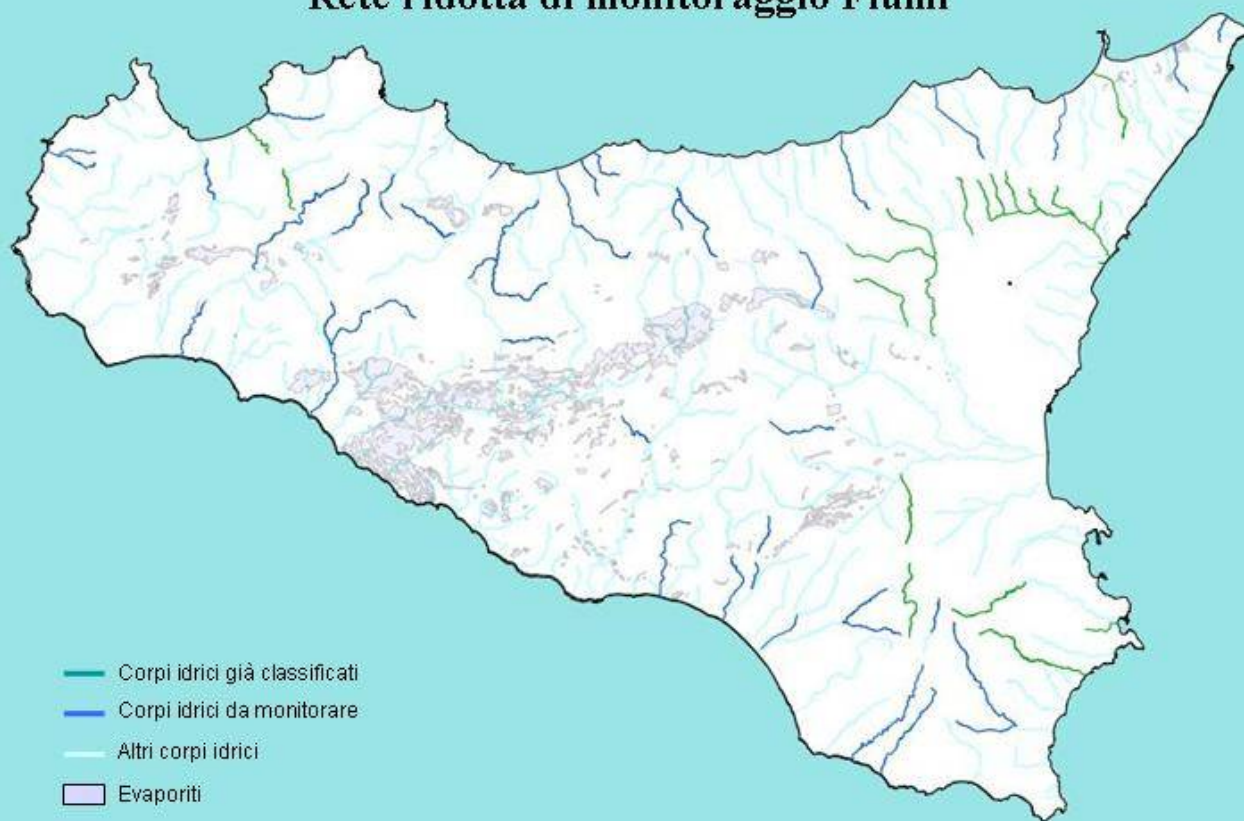 Rete ridotta di monitoraggio Fiumi
Corpi idrici già classificati
Corpi idrici da monitorare
Altri corpi idrici
Evaporiti